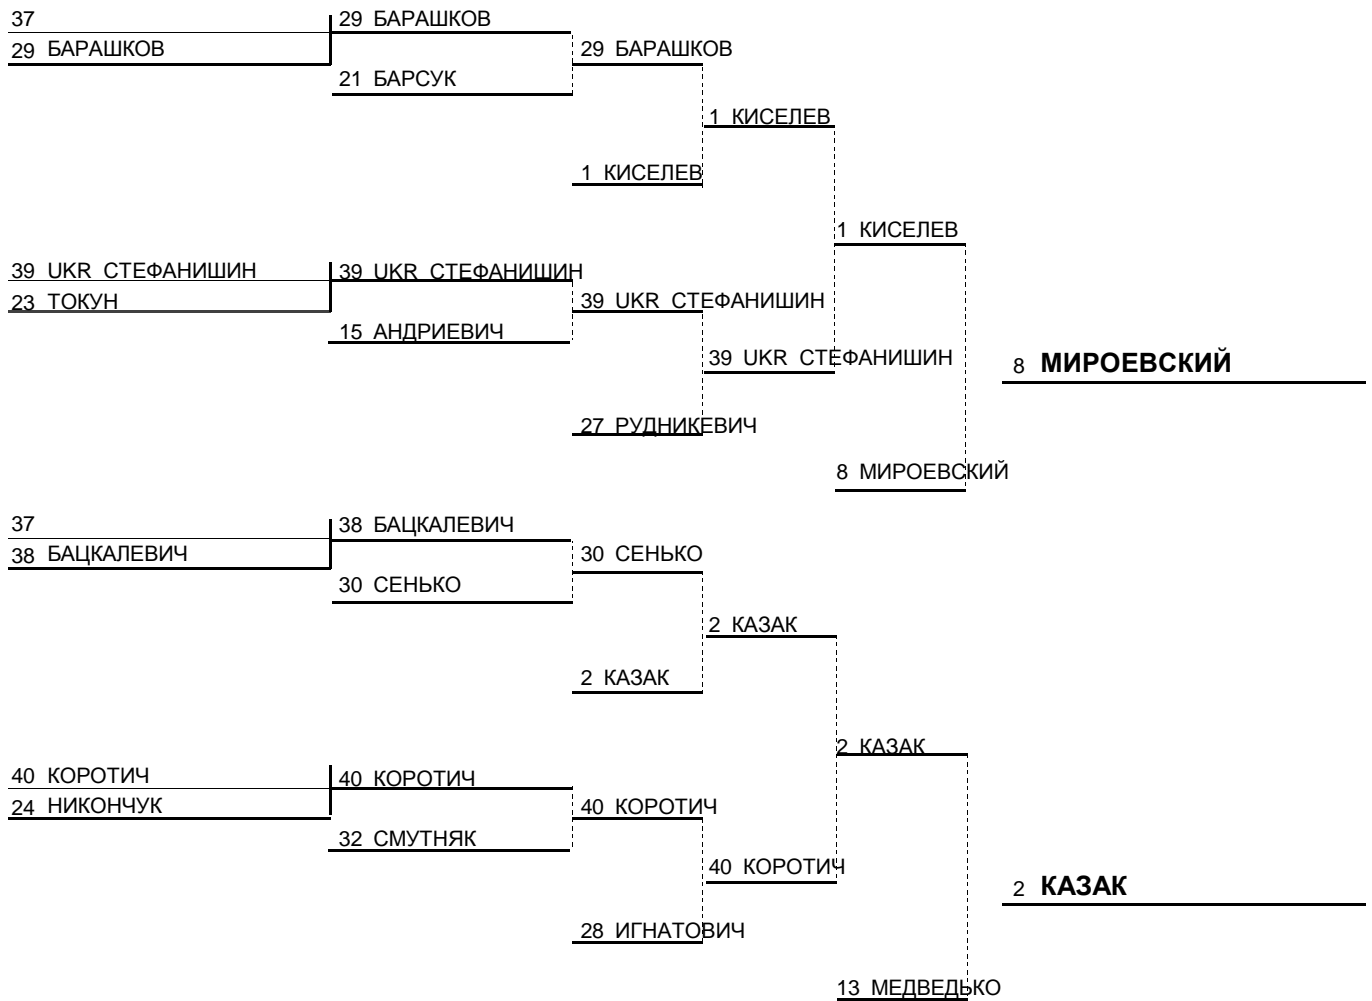 37
29 БАРАШКОВ
29 БАРАШКОВ
21 БАРСУК
29 БАРАШКОВ
1 КИСЕЛЕВ
1 КИСЕЛЕВ
1 КИСЕЛЕВ
39 UKR СТЕФАНИШИН
23 ТОКУН
39 UKR СТЕФАНИШИН
15 АНДРИЕВИЧ
39 UKR СТЕФАНИШИН
39 UKR СТЕФАНИШИН
27 РУДНИКЕВИЧ
8 МИРОЕВСКИЙ
8 МИРОЕВСКИЙ
37
38 БАЦКАЛЕВИЧ
38 БАЦКАЛЕВИЧ
30 СЕНЬКО
30 СЕНЬКО
2 КАЗАК
2 КАЗАК
2 КАЗАК
40 КОРОТИЧ
24 НИКОНЧУК
40 КОРОТИЧ
32 СМУТНЯК
40 КОРОТИЧ
40 КОРОТИЧ
28 ИГНАТОВИЧ
2 КАЗАК
13 МЕДВЕДЬКО